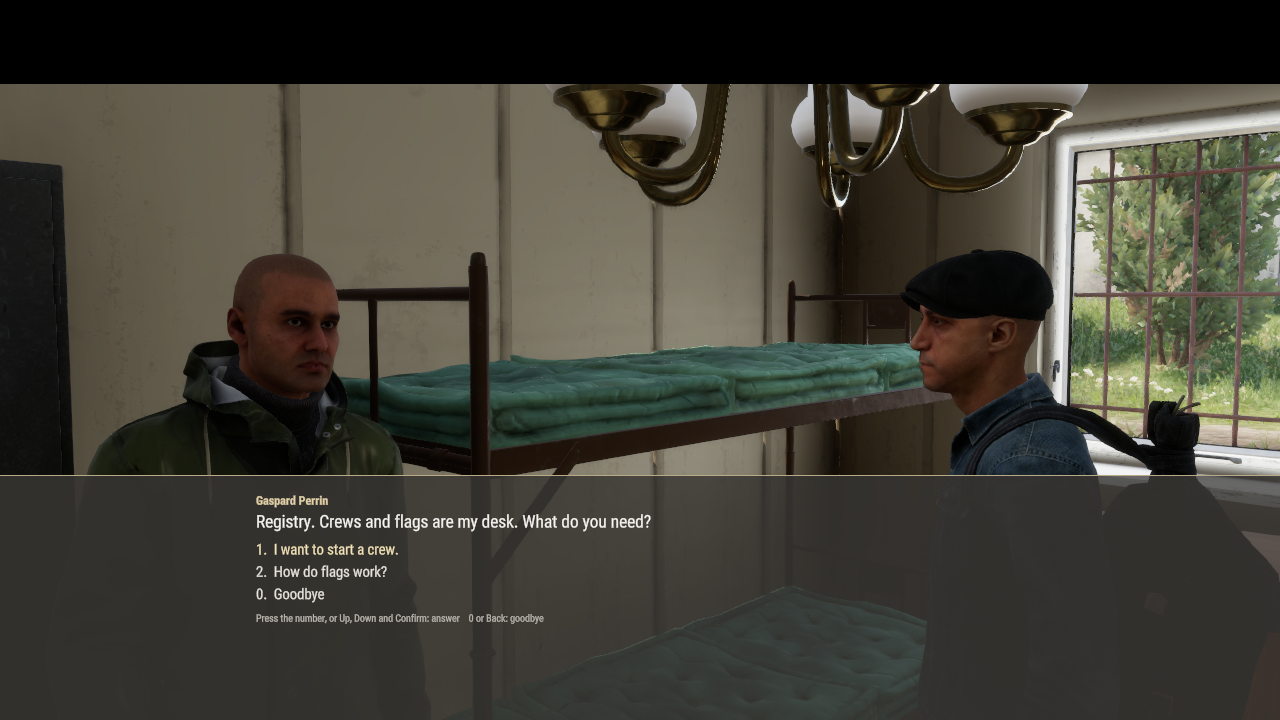 Gaspard Perrin
Registry. Crews and flags are my desk. What do you need?
1. I want to start a crew.
2. How do flags work?
0. Goodbye
Press the number, or Up, Down and Confirm: answer 0 or Back: goodbye